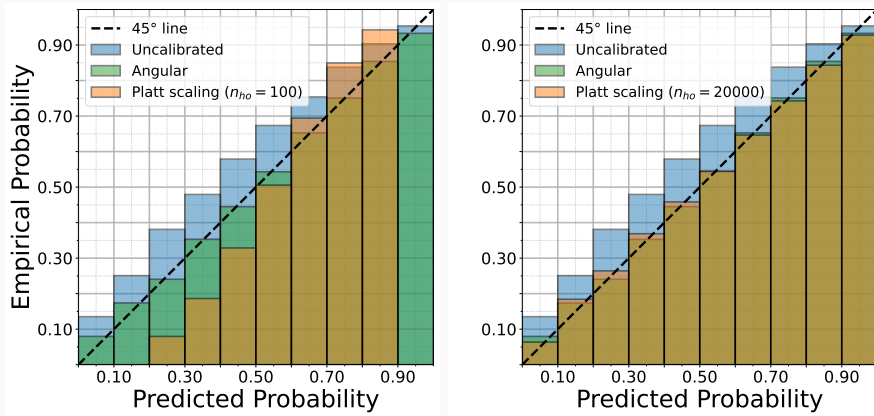 45° line
Uncalibrated
Angular
Platt scaling (n_ho = 100)
Empirical Probability
0.90
0.70
0.50
0.30
0.10
0.10 0.30 0.50 0.70 0.90
Predicted Probability
45° line
Uncalibrated
Angular
Platt scaling (n_ho = 20000)
0.90
0.70
0.50
0.30
0.10
0.10 0.30 0.50 0.70 0.90
Predicted Probability